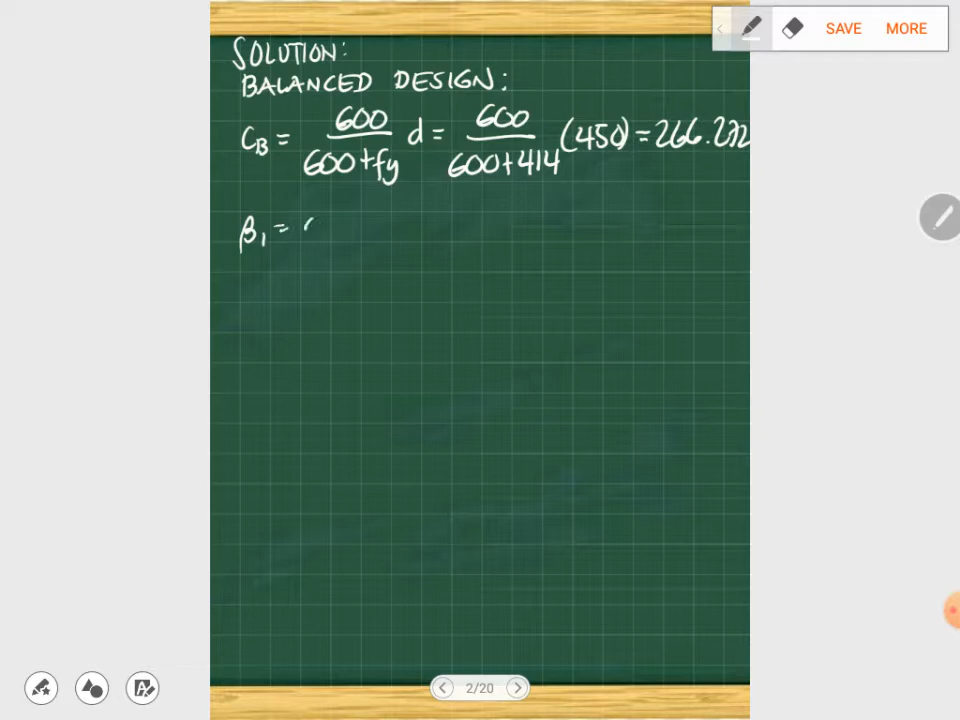 SAVE MORE
SOLUTION:
BALANCED DESIGN:
CB = 600/(600+fy) d = 600/(600+414) (450) = 266.272
β1 =
2/20